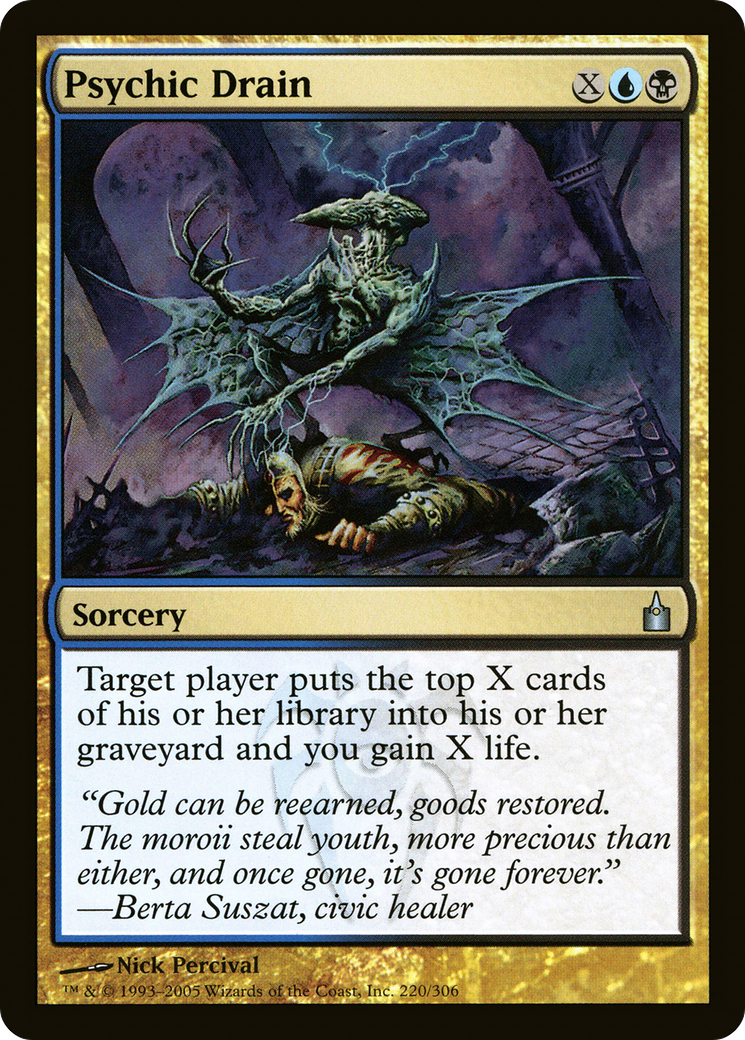 Psychic Drain
X
Sorcery
Target player puts the top X cards
of his or her library into his or her
graveyard and you gain X life.
“Gold can be reearned, goods restored.
The moroii steal youth, more precious than
either, and once gone, it’s gone forever.”
—Berta Suszat, civic healer
Nick Percival
™ & © 1993–2005 Wizards of the Coast, Inc. 220/306